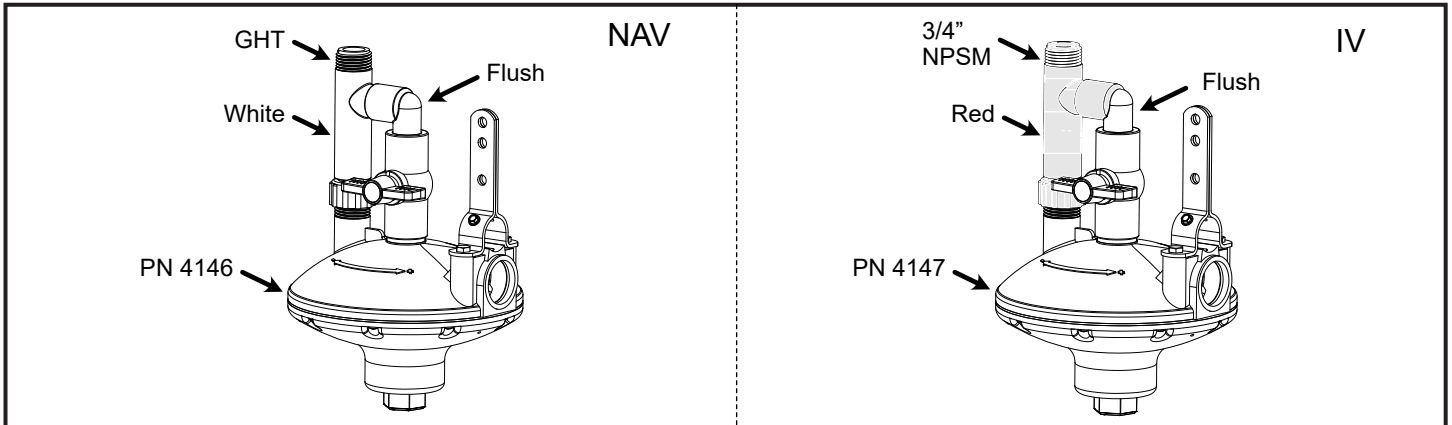 NAV
GHT
Flush
White
PN 4146
IV
3/4”
NPSM
Flush
Red
PN 4147